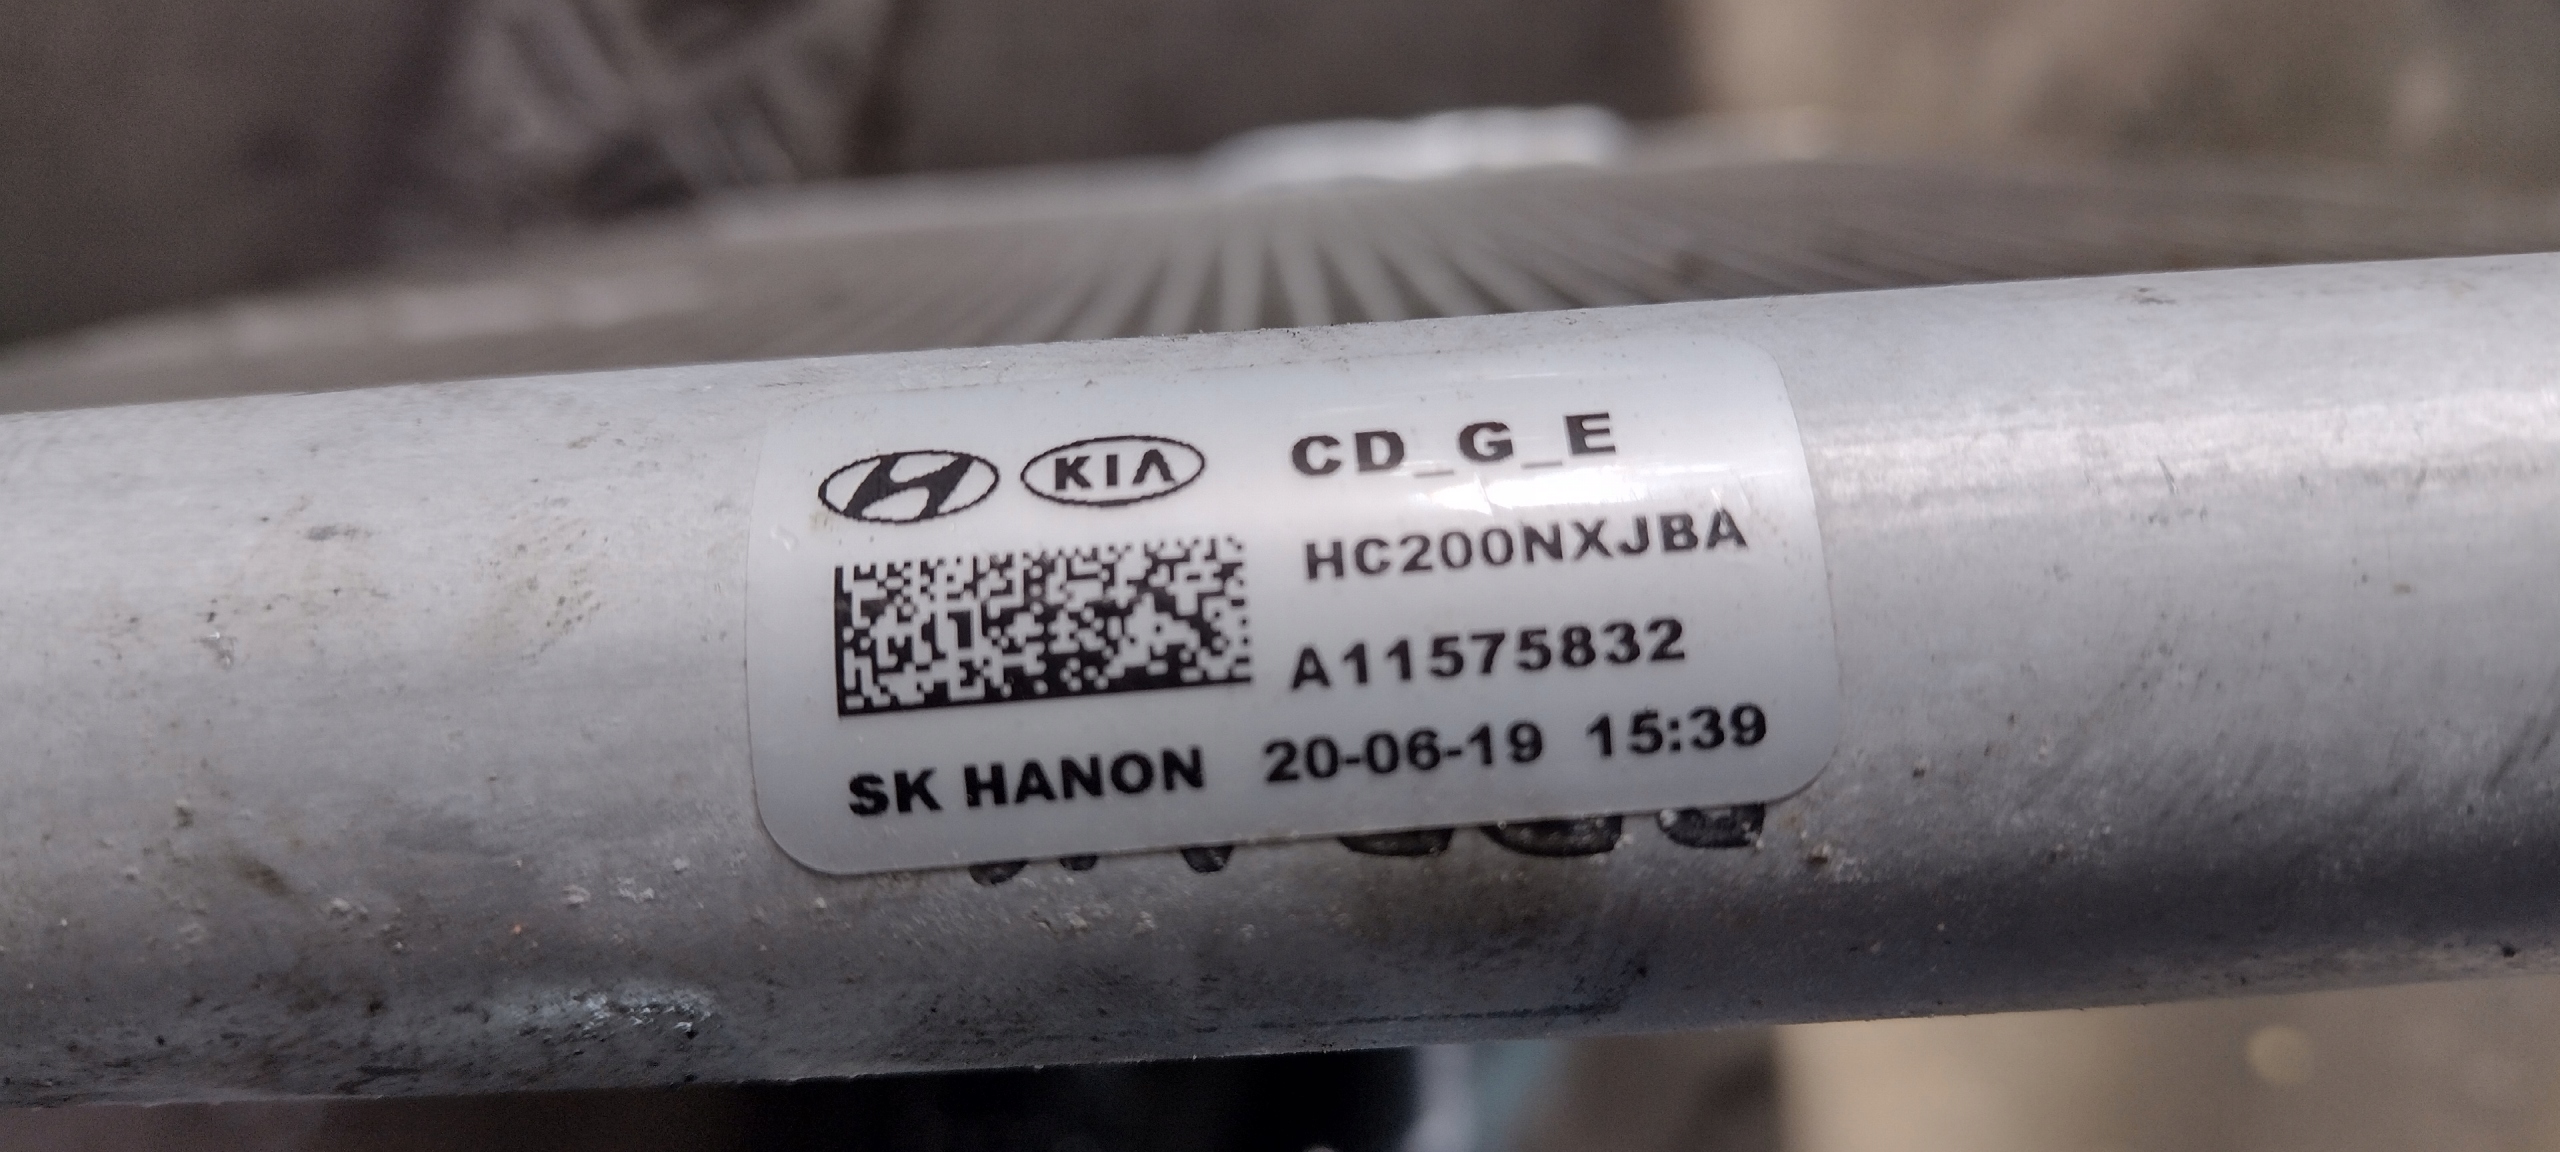 KIA CD_G_E
HC200NXJBA
A11575832
SK HANON 20-06-19 15:39